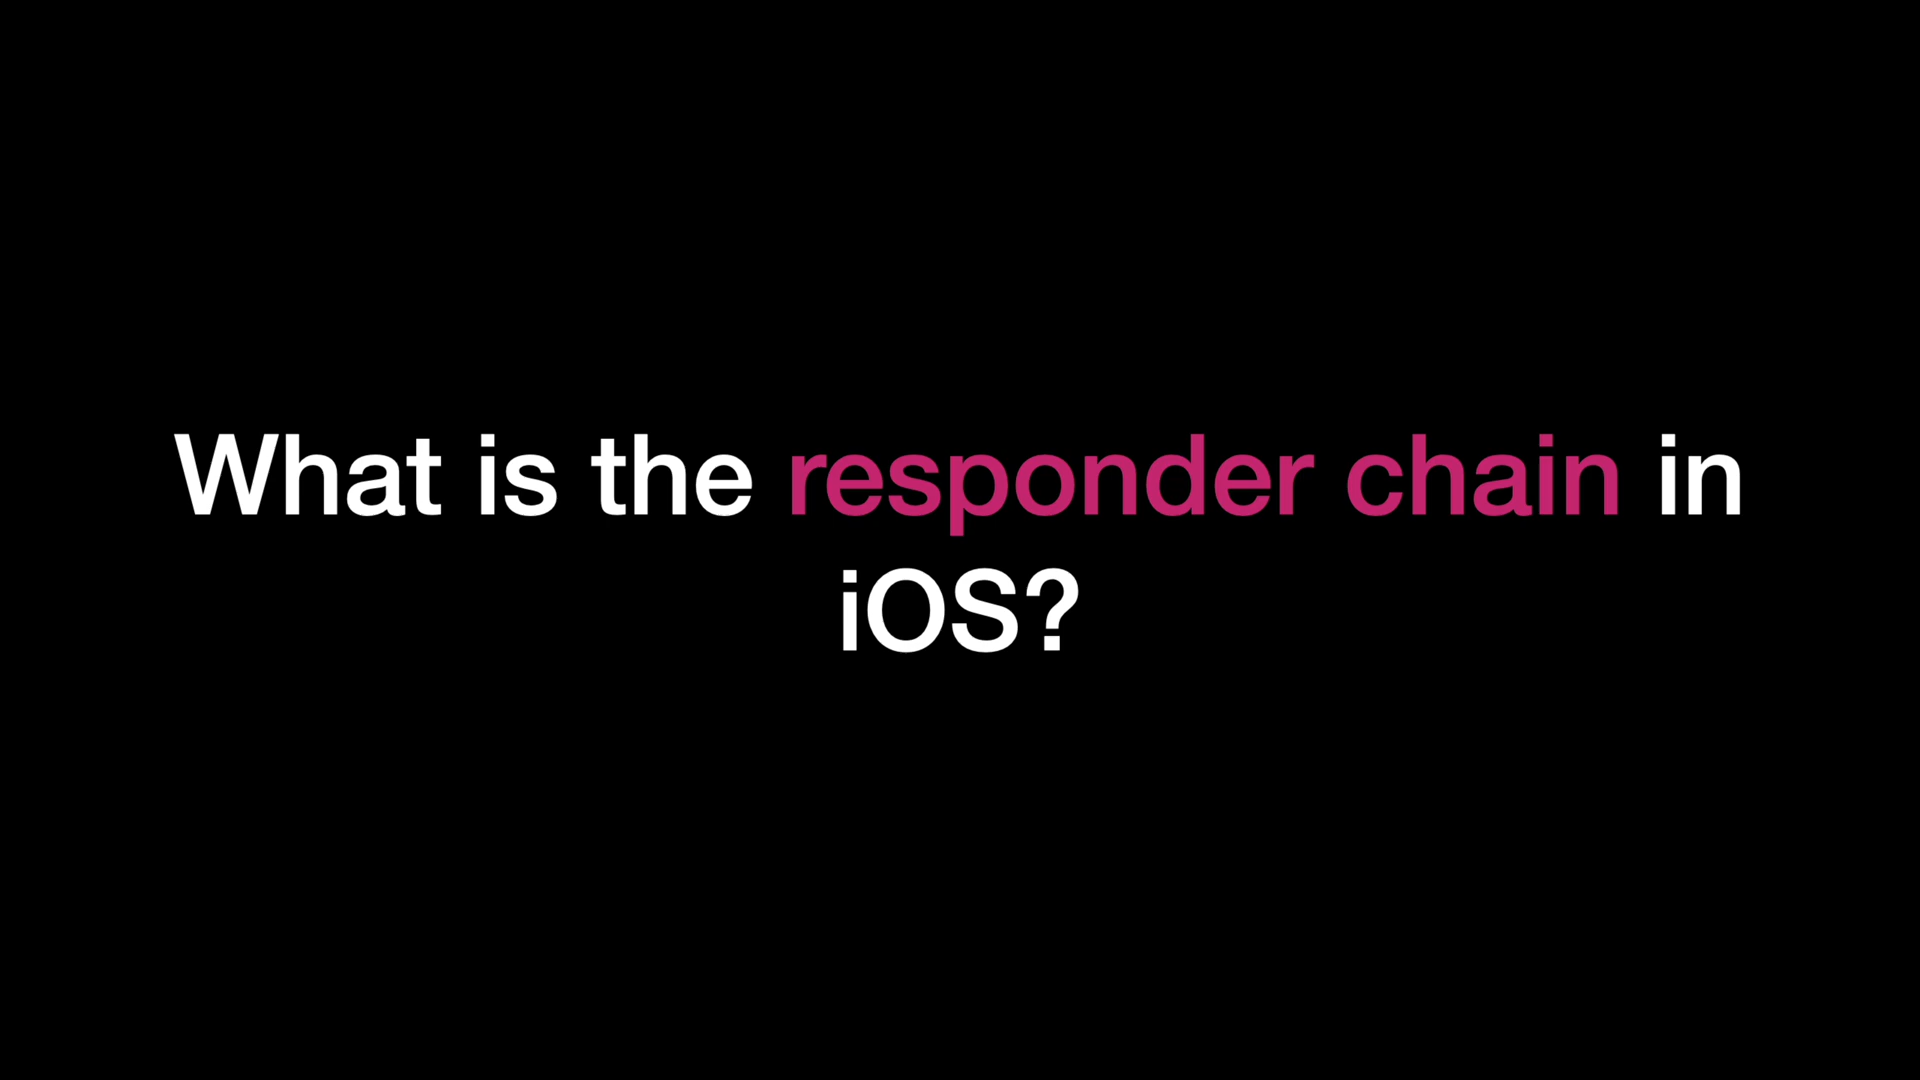 What is the responder chain in
iOS?